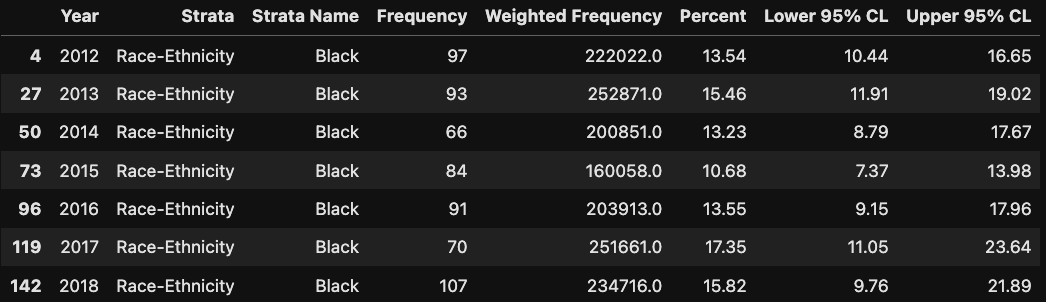 Year Strata Strata Name Frequency Weighted Frequency Percent Lower 95% CL Upper 95% CL
4 2012 Race-Ethnicity Black 97 222022.0 13.54 10.44 16.65
27 2013 Race-Ethnicity Black 93 252871.0 15.46 11.91 19.02
50 2014 Race-Ethnicity Black 66 200851.0 13.23 8.79 17.67
73 2015 Race-Ethnicity Black 84 160058.0 10.68 7.37 13.98
96 2016 Race-Ethnicity Black 91 203913.0 13.55 9.15 17.96
119 2017 Race-Ethnicity Black 70 251661.0 17.35 11.05 23.64
142 2018 Race-Ethnicity Black 107 234716.0 15.82 9.76 21.89